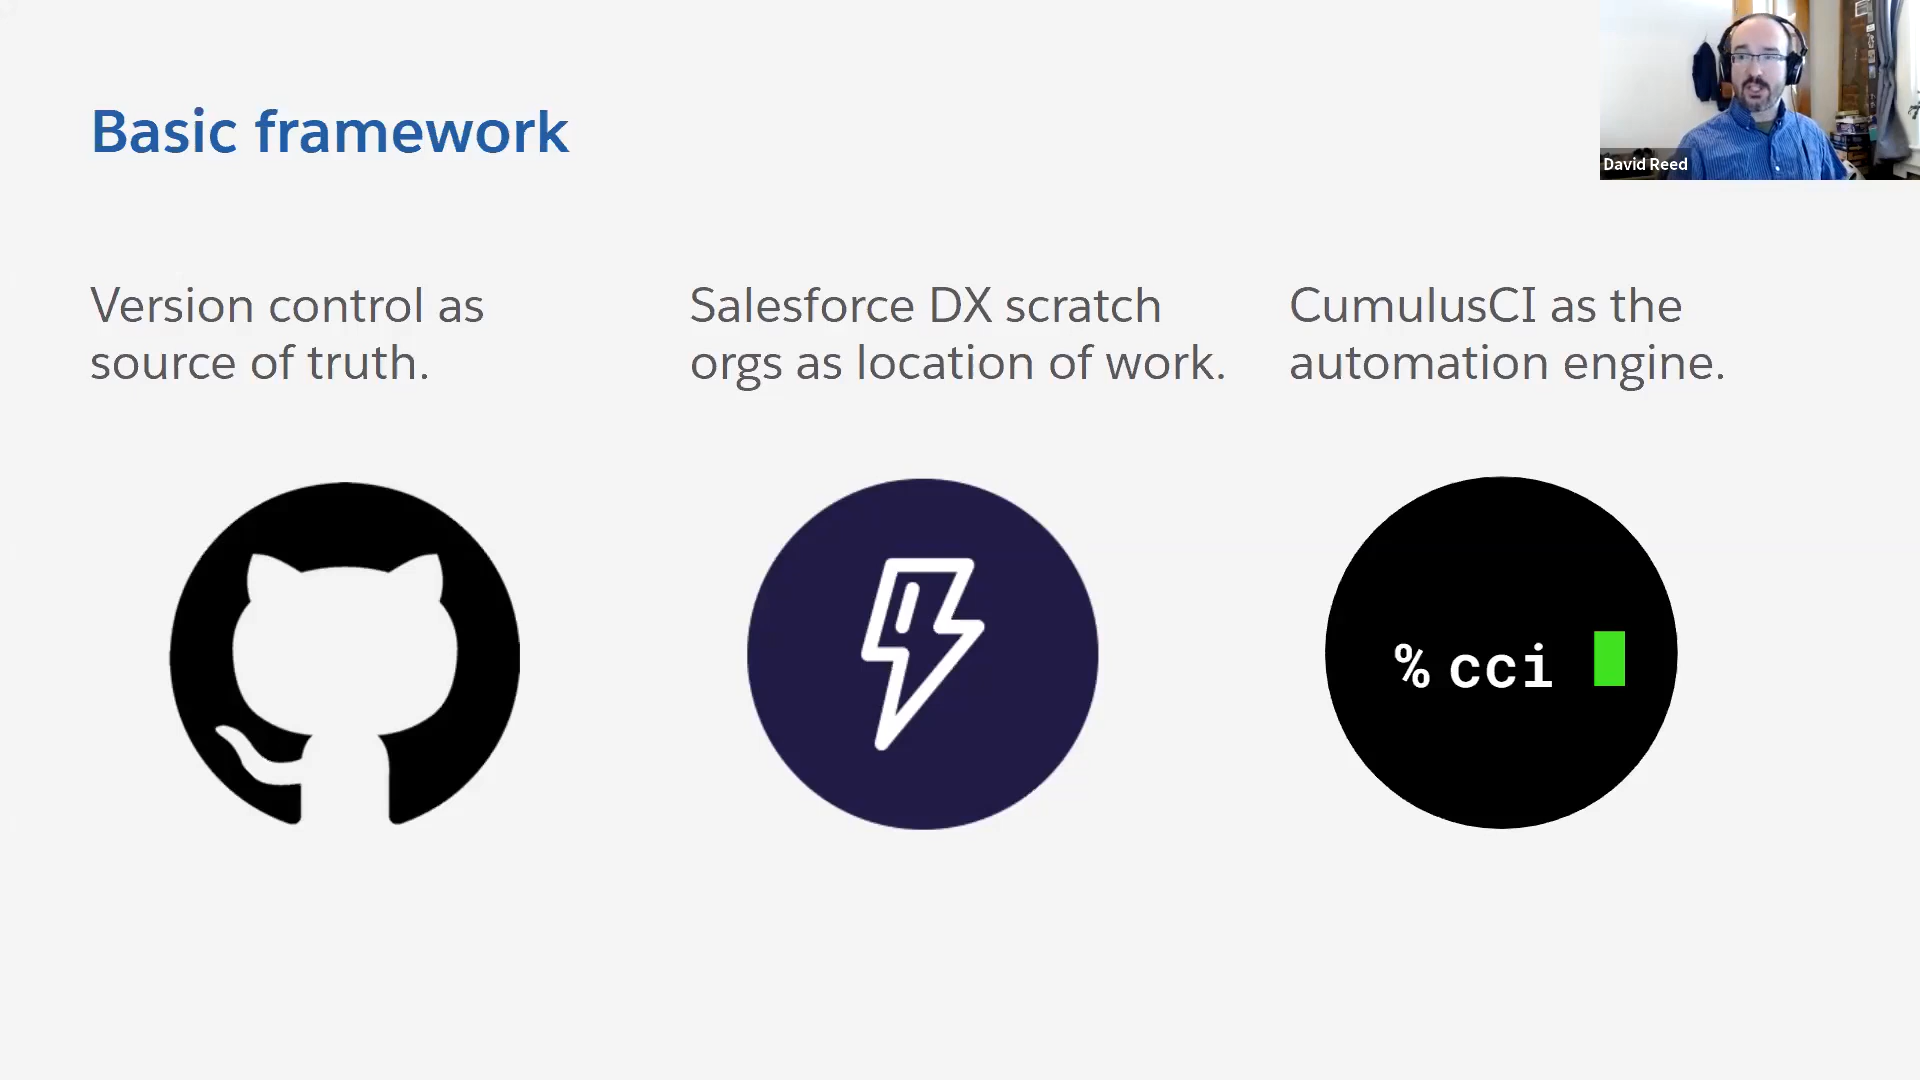 Basic framework
David Reed
Version control as
source of truth.
Salesforce DX scratch
orgs as location of work.
CumulusCI as the
automation engine.
% cci